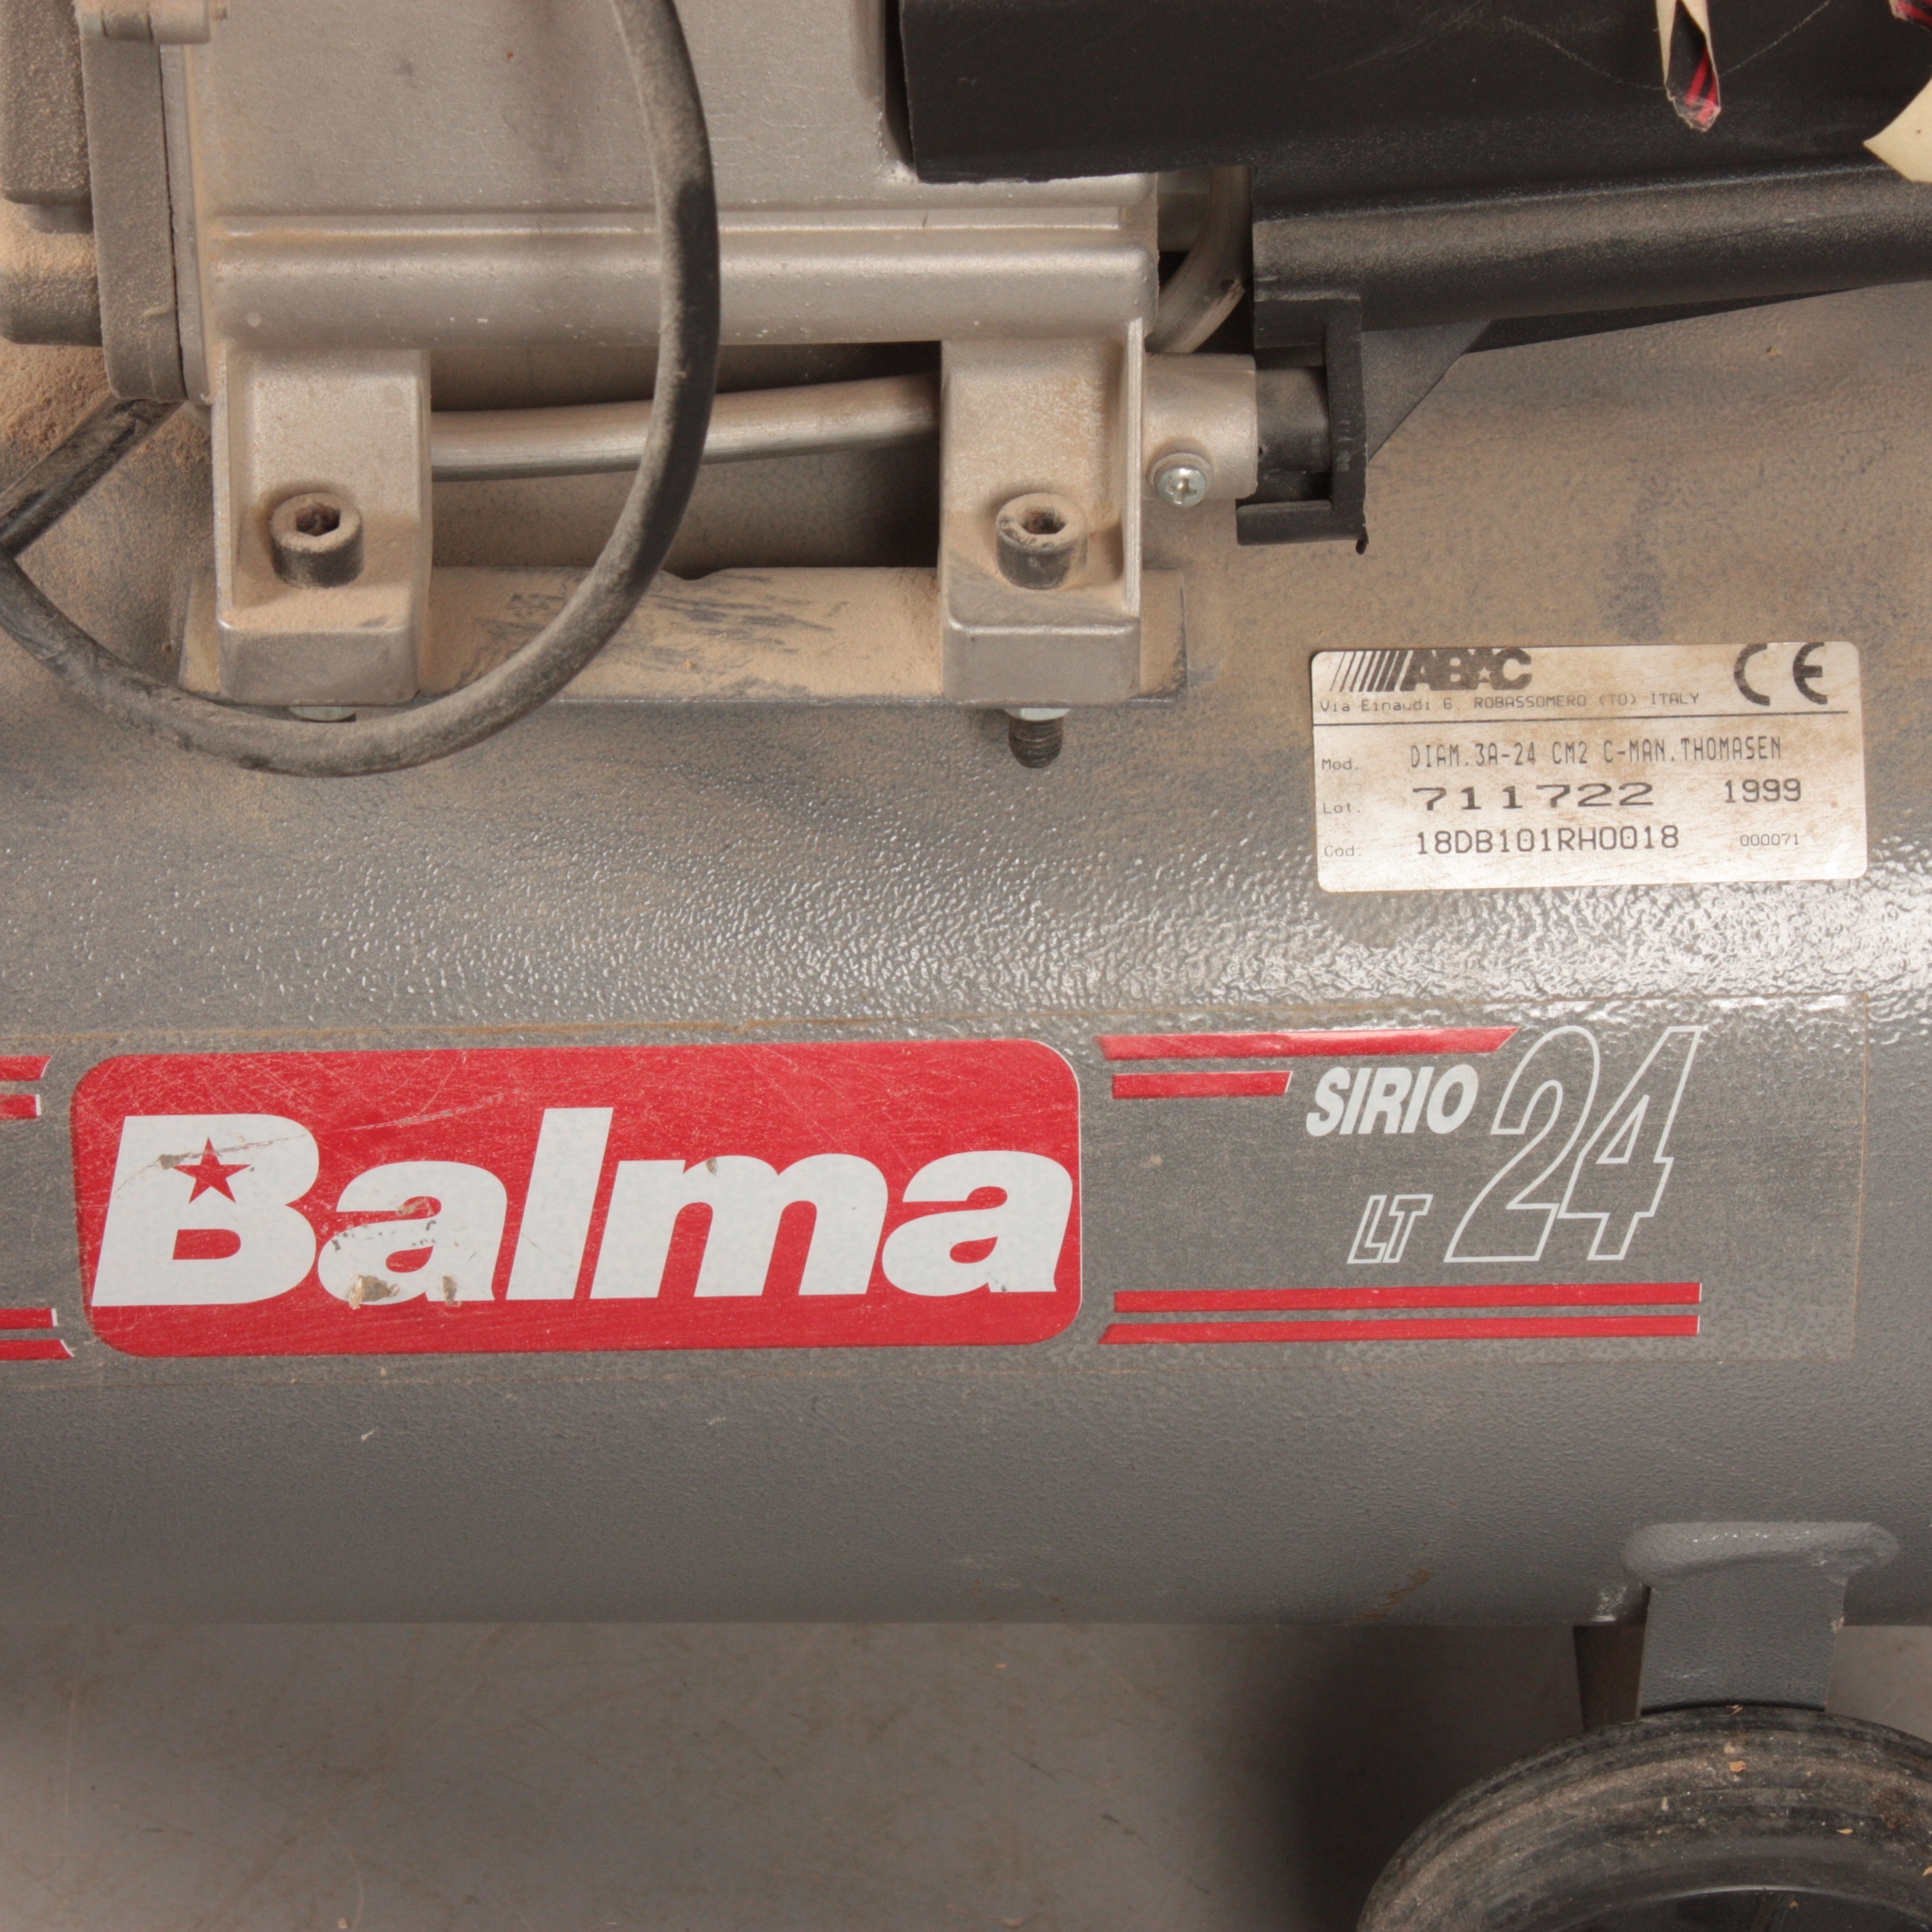 ABAC CE
Via Einaudi 6. ROBASSOMERO (TO) ITALY
Mod. DIAM.3A-24 CM2 C-MAN.THOMASEN
Lot. 711722 1999
Cod. 18DB101RH0018 000071
Balma
SIRIO 24
LT